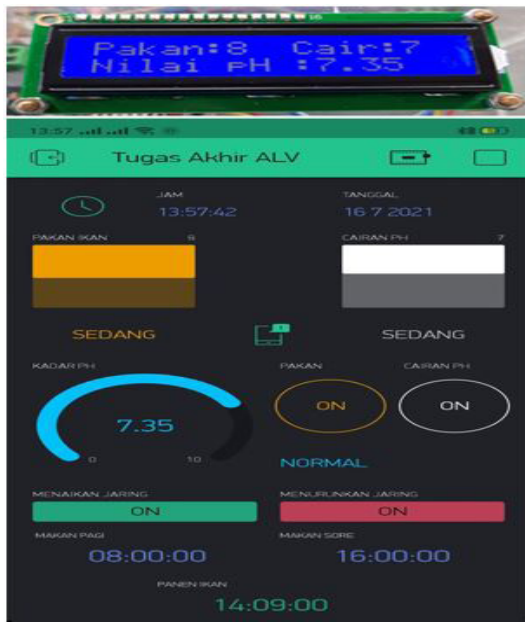 16
Pakan:8 Cair:7
Nilai pH :7.35
13:57
Tugas Akhir ALV
JAM
TANGGAL
13:57:42
16 7 2021
PAKAN IKAN
CAIRAN PH 7
SEDANG
SEDANG
KADAR PH
PAKAN
CAIRAN PH
7.35
ON
ON
0
10
NORMAL
MENAIKAN JARING
MENURUNKAN JARING
ON
ON
MAKAN PAGI
MAKAN SORE
08:00:00
16:00:00
PANEN IKAN
14:09:00